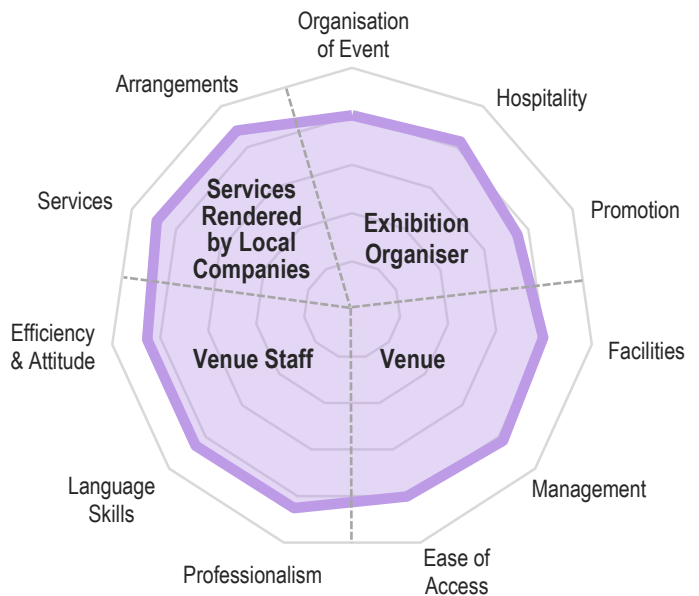 Organisation
of Event
Arrangements
Hospitality
Services
Rendered
by Local
Companies
Exhibition
Organiser
Services
Promotion
Efficiency
& Attitude
Venue Staff
Venue
Facilities
Language
Skills
Management
Professionalism
Ease of
Access